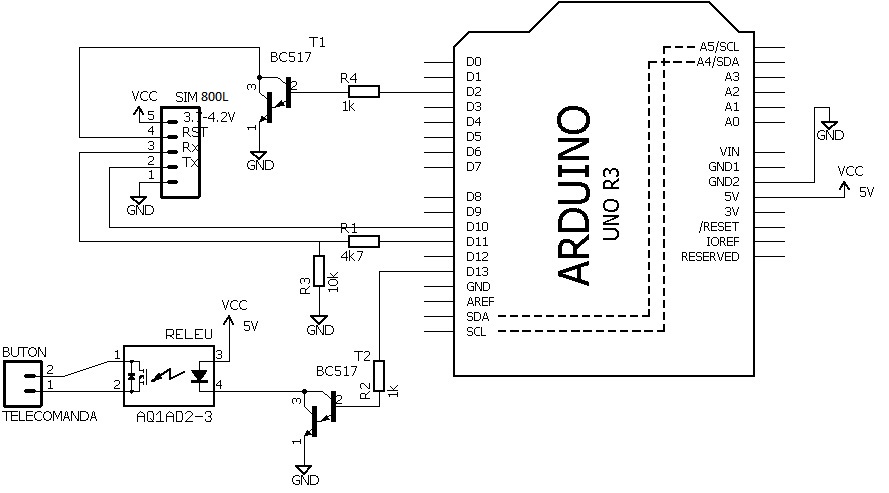 T1
BC517
3
2
1
GND
R4
1k
VCC
SIM 800L
5
3.7-4.2V
4
RST
3
Rx
2
Tx
1
GND
R1
4k7
R3
10k
GND
VCC
5V
RELEU
BUTON
2
1
TELECOMANDA
1
2
3
4
AQ1AD2-3
T2
BC517
R2
1K
3
2
1
GND
D0
D1
D2
D3
D4
D5
D6
D7
D8
D9
D10
D11
D12
D13
GND
AREF
SDA
SCL
ARDUINO
UNO R3
A5/SCL
A4/SDA
A3
A2
A1
A0
VIN
GND1
GND2
5V
3V
/RESET
IOREF
RESERVED
GND
VCC
5V